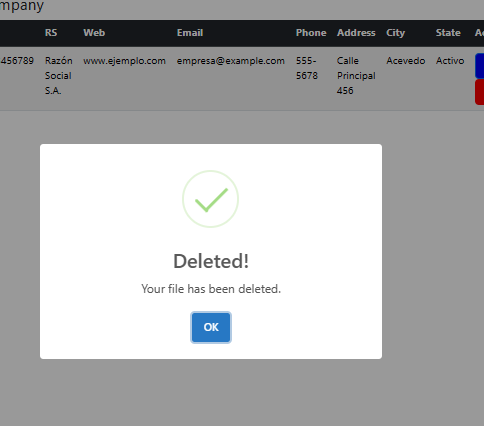 mpany
RS Web Email Phone Address City State
456789 Razón www.ejemplo.com empresa@example.com 555- Calle Acevedo Activo
Social 5678 Principal
S.A. 456
Deleted!
Your file has been deleted.
OK